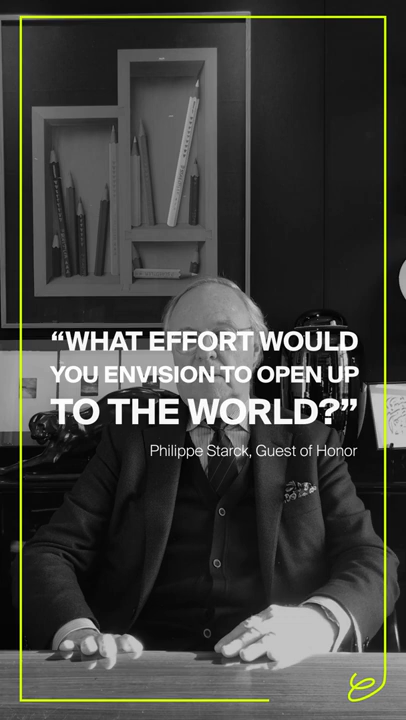 “WHAT EFFORT WOULD
YOU ENVISION TO OPEN UP
TO THE WORLD?”
Philippe Starck, Guest of Honor